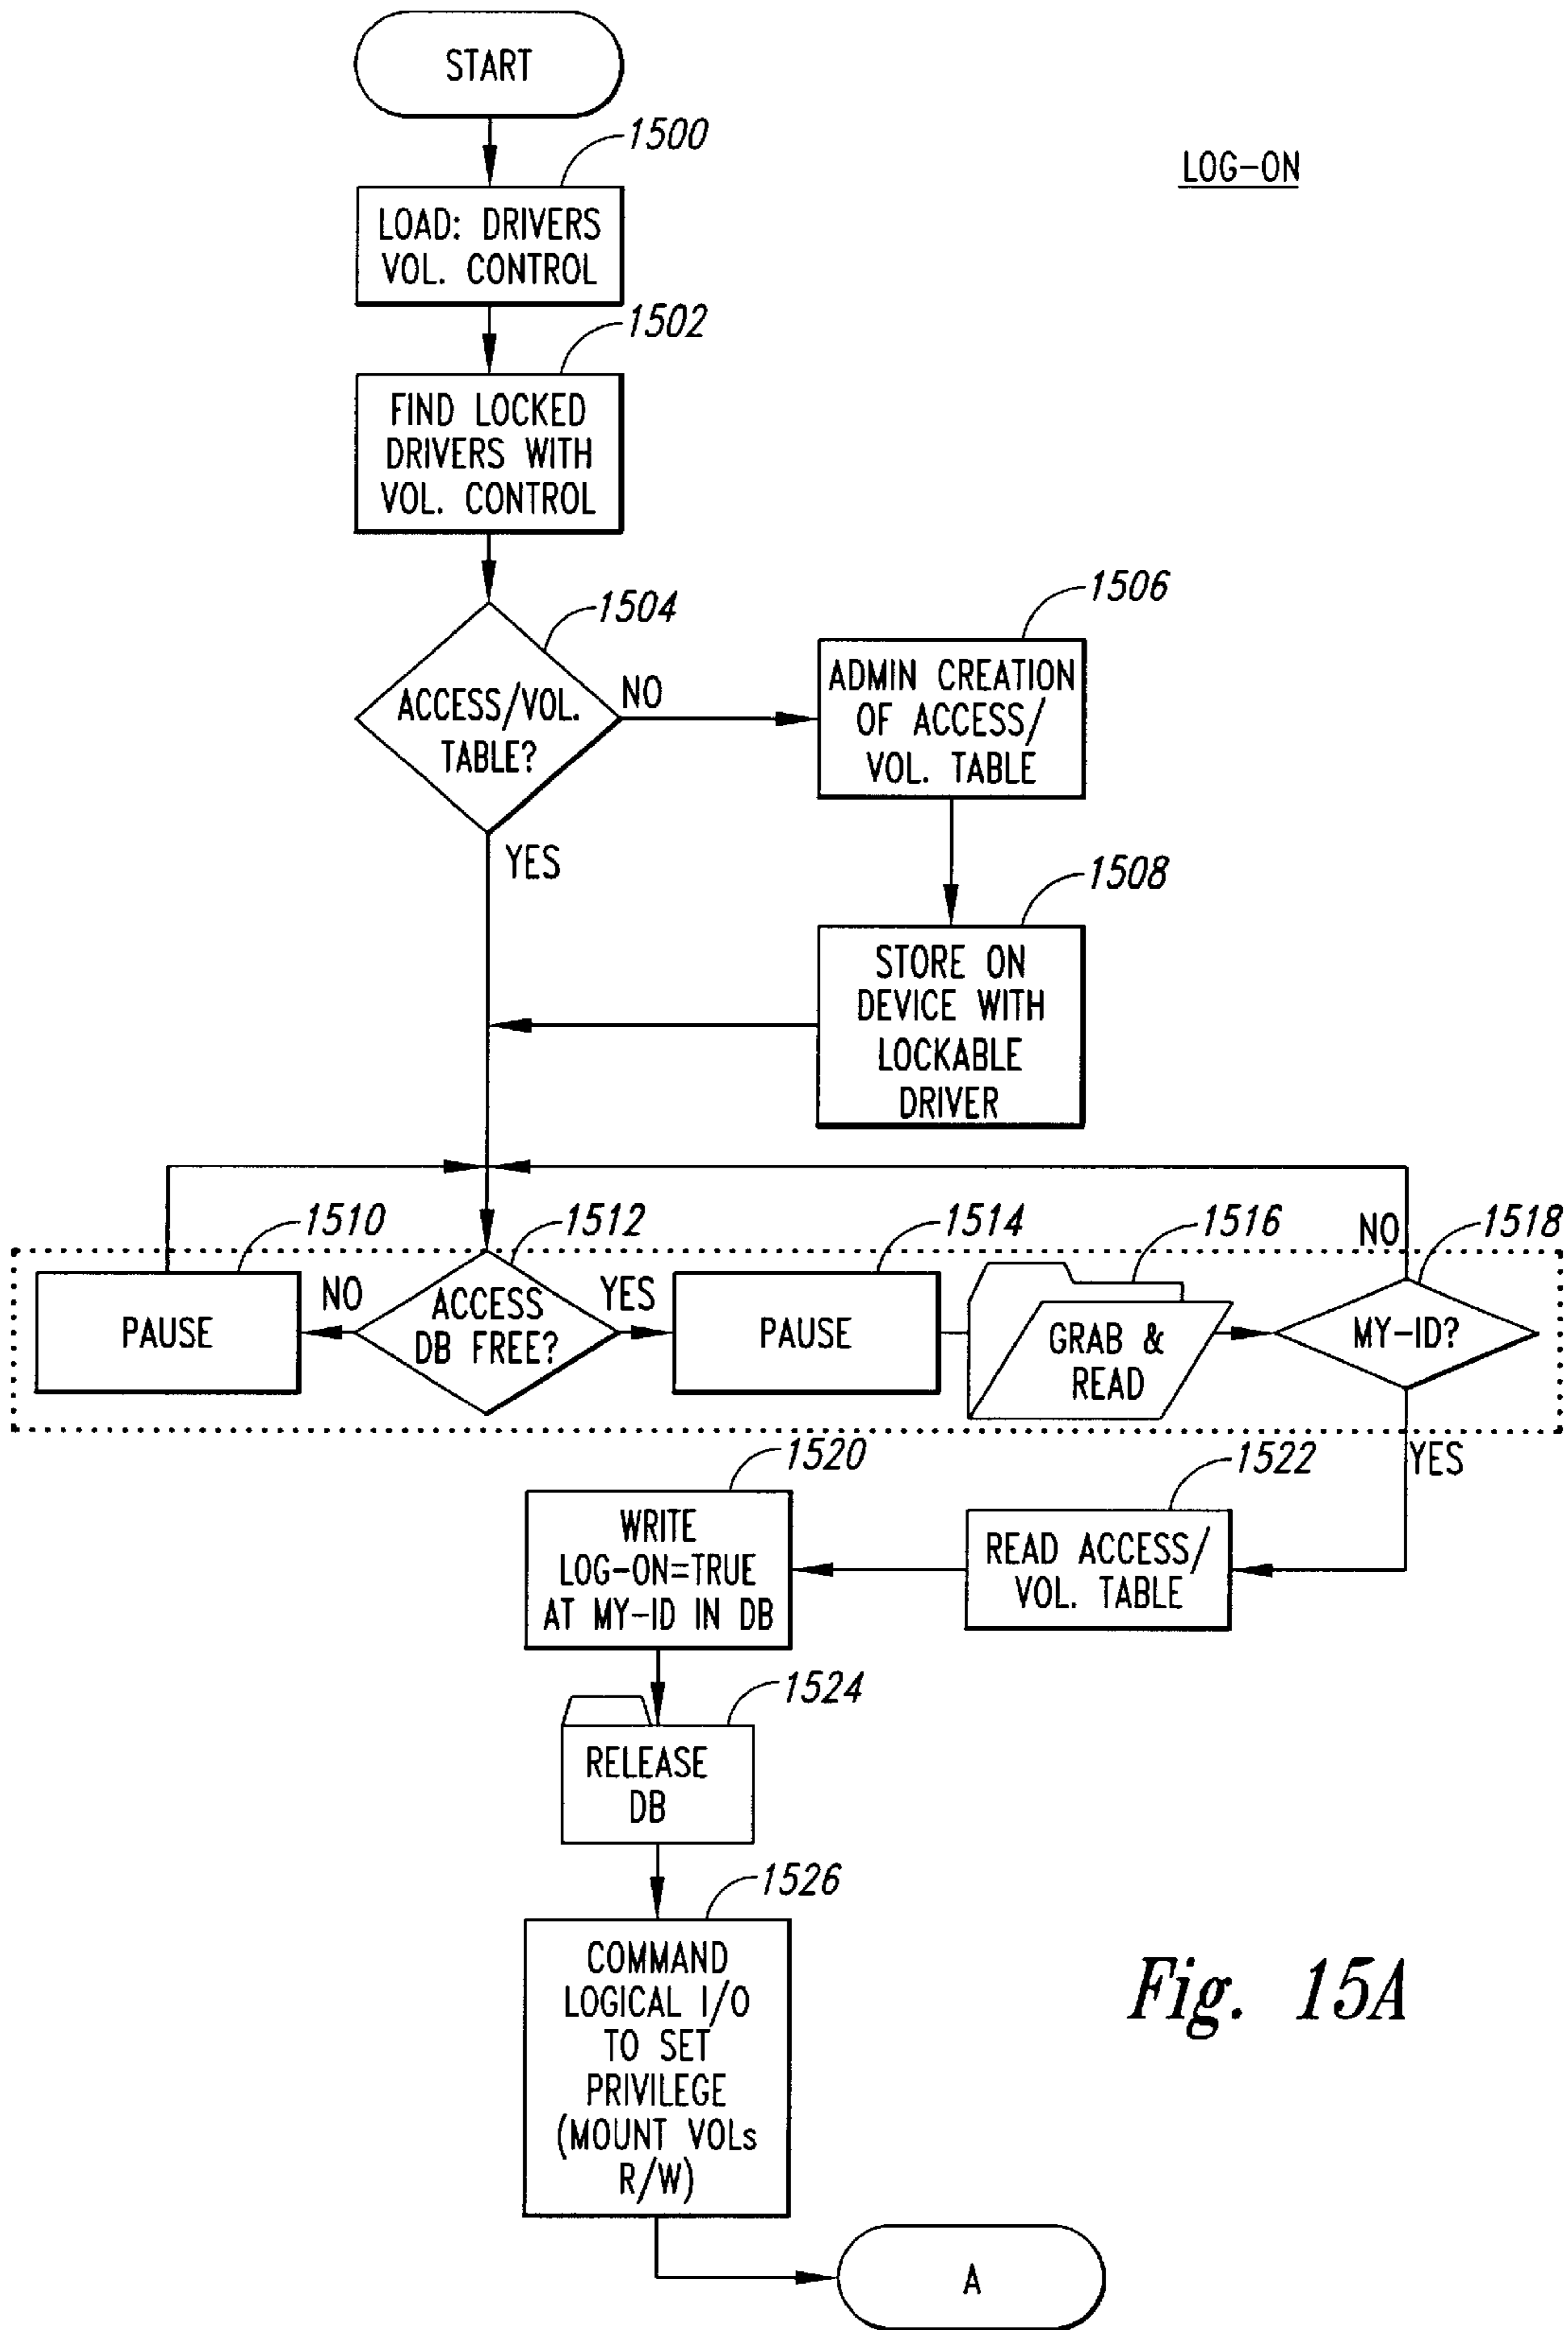 START
1500
LOG-ON
LOAD: DRIVERS
VOL. CONTROL
1502
FIND LOCKED
DRIVERS WITH
VOL. CONTROL
1504
ACCESS/VOL.
TABLE?
NO
YES
1506
ADMIN CREATION
OF ACCESS/
VOL. TABLE
1508
STORE ON
DEVICE WITH
LOCKABLE
DRIVER
1510
PAUSE
NO
1512
ACCESS
DB FREE?
YES
1514
PAUSE
1516
GRAB &
READ
NO
1518
MY-ID?
YES
1522
READ ACCESS/
VOL. TABLE
1520
WRITE
LOG-ON=TRUE
AT MY-ID IN DB
1524
RELEASE
DB
1526
COMMAND
LOGICAL I/O
TO SET
PRIVILEGE
(MOUNT VOLs
R/W)
A
Fig. 15A